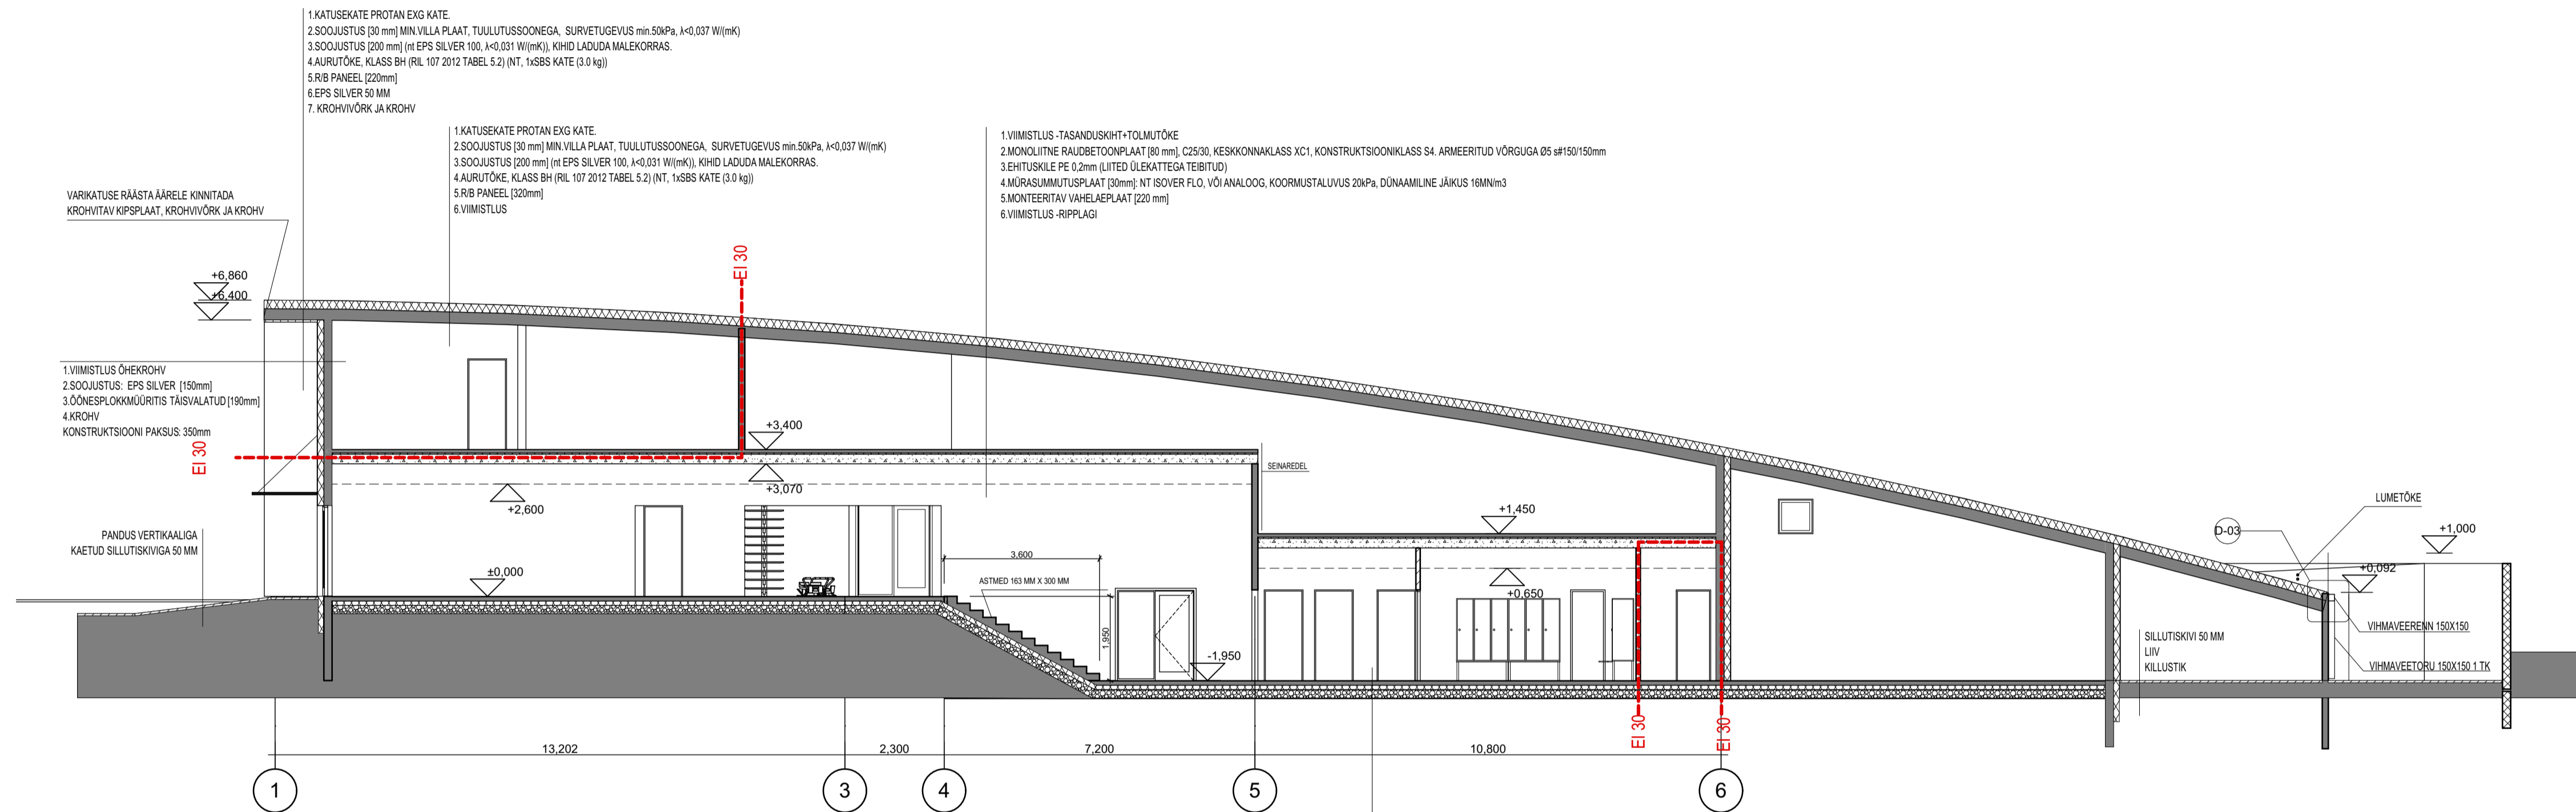 1.KATUSEKATE PROTAN EXG KATE.
2.SOOJUSTUS [30 mm] MIN.VILLA PLAAT, TUULUTUSSOONEGA, SURVETUGEVUS min.50kPa, λ<0,037 W/(mK)
3.SOOJUSTUS [200 mm] (nt EPS SILVER 100, λ<0,031 W/(mK)), KIHID LADUDA MALEKORRAS.
4.AURUTÕKE, KLASS BH (RIL 107 2012 TABEL 5.2) (NT, 1xSBS KATE (3.0 kg))
5.R/B PANEEL [220mm]
6.EPS SILVER 50 MM
7. KROHVIVÕRK JA KROHV
1.KATUSEKATE PROTAN EXG KATE.
2.SOOJUSTUS [30 mm] MIN.VILLA PLAAT, TUULUTUSSOONEGA, SURVETUGEVUS min.50kPa, λ<0,037 W/(mK)
3.SOOJUSTUS [200 mm] (nt EPS SILVER 100, λ<0,031 W/(mK)), KIHID LADUDA MALEKORRAS.
4.AURUTÕKE, KLASS BH (RIL 107 2012 TABEL 5.2) (NT, 1xSBS KATE (3.0 kg))
5.R/B PANEEL [320mm]
6.VIIMISTLUS
1.VIIMISTLUS -TASANDUSKIHT+TOLMUTÕKE
2.MONOLIITNE RAUDBETOONPLAAT [80 mm], C25/30, KESKKONNAKLASS XC1, KONSTRUKTSIOONIKLASS S4. ARMEERITUD VÕRGUGA Ø5 s#150/150mm
3.EHITUSKILE PE 0,2mm (LIITED ÜLEKATTEGA TEIBITUD)
4.MÜRASUMMUTUSPLAAT [30mm]: NT ISOVER FLO, VÕI ANALOOG, KOORMUSTALUVUS 20kPa, DÜNAAMILINE JÄIKUS 16MN/m3
5.MONTEERITAV VAHELAEPLAAT [220 mm]
6.VIIMISTLUS -RIPPLAGI
VARIKATUSE RÄÄSTA ÄÄRELE KINNITADA
KROHVITAV KIPSPLAAT, KROHVIVÕRK JA KROHV
+6,860
+6,400
EI 30
1.VIIMISTLUS ÕHEKROHV
2.SOOJUSTUS: EPS SILVER [150mm]
3.ÕÕNESPLOKKMÜÜRITIS TÄISVALATUD [190mm]
4.KROHV
KONSTRUKTSIOONI PAKSUS: 350mm
EI 30
+3,400
+3,070
+2,600
SEINAREDEL
+1,450
LUMETÕKE
D-03
+1,000
PANDUS VERTIKAALIGA
KAETUD SILLUTISKIVIGA 50 MM
±0,000
3,600
ASTMED 163 MM X 300 MM
1,950
-1,950
+0.650
+0,092
VIHMAVEERENN 150X150
SILLUTISKIVI 50 MM
LIIV
KILLUSTIK
VIHMAVEETORU 150X150 1 TK
EI 30
EI 30
13,202
2,300
7,200
10,800
1
3
4
5
6